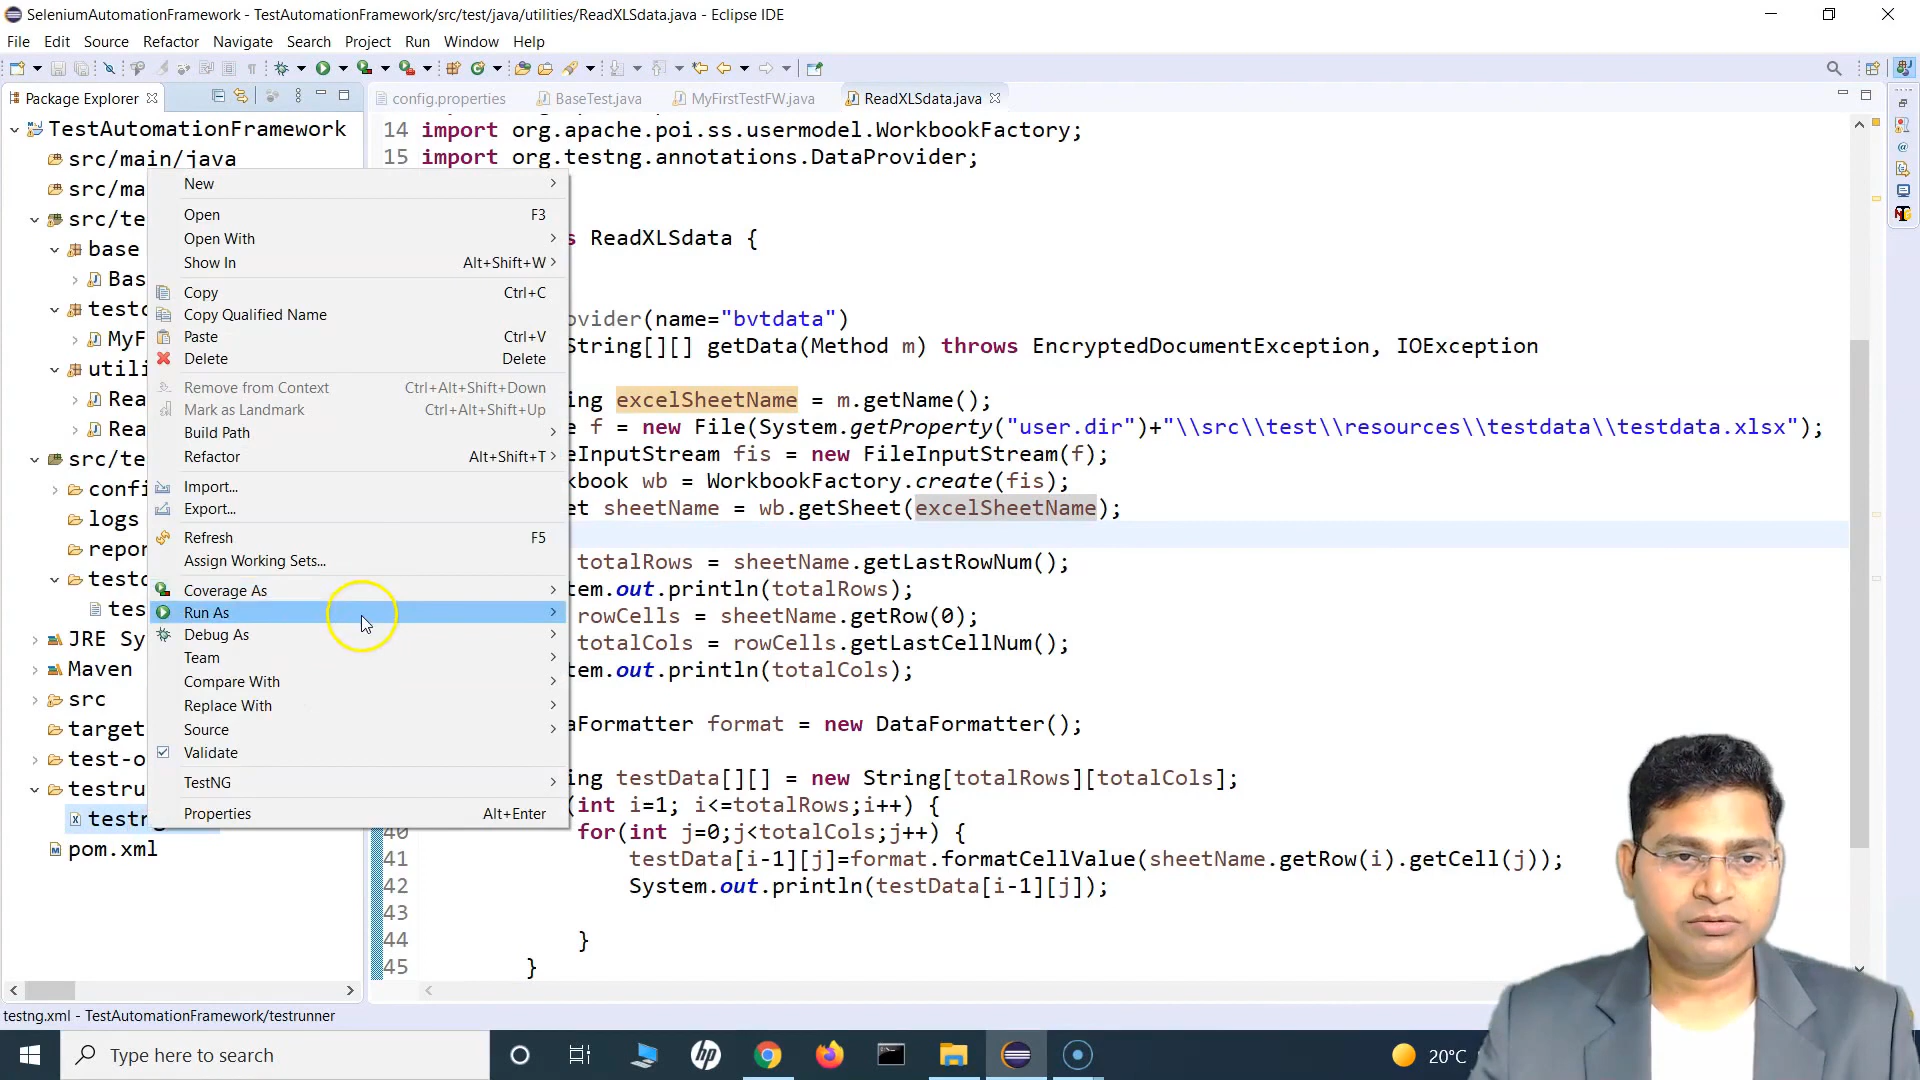 SeleniumAutomationFramework - TestAutomationFramework/src/test/java/utilities/ReadXLSdata.java - Eclipse IDE
File Edit Source Refactor Navigate Search Project Run Window Help
Package Explorer
config.properties BaseTest.java MyFirstTestFW.java ReadXLSdata.java
TestAutomationFramework
src/main/java
src/ma
src/te
base
Bas
testc
MyF
utili
Rea
Rea
src/te
confi
logs
repor
testd
tes
JRE Sy
Maven
src
target
test-o
testru
testn
pom.xml
New
Open F3
Open With
Show In Alt+Shift+W
Copy Ctrl+C
Copy Qualified Name
Paste Ctrl+V
Delete Delete
Remove from Context Ctrl+Alt+Shift+Down
Mark as Landmark Ctrl+Alt+Shift+Up
Build Path
Refactor Alt+Shift+T
Import...
Export...
Refresh F5
Assign Working Sets...
Coverage As
Run As
Debug As
Team
Compare With
Replace With
Source
Validate
TestNG
Properties Alt+Enter
14 import org.apache.poi.ss.usermodel.WorkbookFactory;
15 import org.testng.annotations.DataProvider;
s ReadXLSdata {
ovider(name="bvtdata")
String[][] getData(Method m) throws EncryptedDocumentException, IOException
ing excelSheetName = m.getName();
e f = new File(System.getProperty("user.dir")+"\\src\\test\\resources\\testdata\\testdata.xlsx");
eInputStream fis = new FileInputStream(f);
kbook wb = WorkbookFactory.create(fis);
et sheetName = wb.getSheet(excelSheetName);
totalRows = sheetName.getLastRowNum();
tem.out.println(totalRows);
rowCells = sheetName.getRow(0);
totalCols = rowCells.getLastCellNum();
tem.out.println(totalCols);
aFormatter format = new DataFormatter();
ing testData[][] = new String[totalRows][totalCols];
(int i=1; i<=totalRows;i++) {
40 for(int j=0;j<totalCols;j++) {
41 testData[i-1][j]=format.formatCellValue(sheetName.getRow(i).getCell(j));
42 System.out.println(testData[i-1][j]);
43
44 }
45 }
testng.xml - TestAutomationFramework/testrunner
Type here to search
20°C